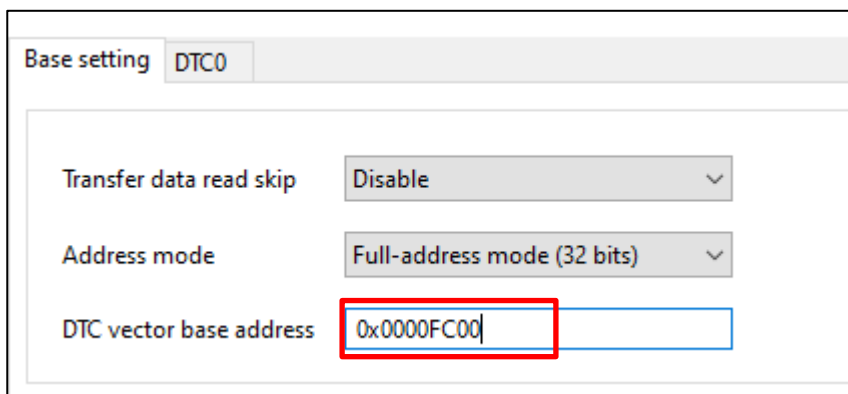 Base setting DTC0
Transfer data read skip Disable
Address mode Full-address mode (32 bits)
DTC vector base address 0x0000FC00